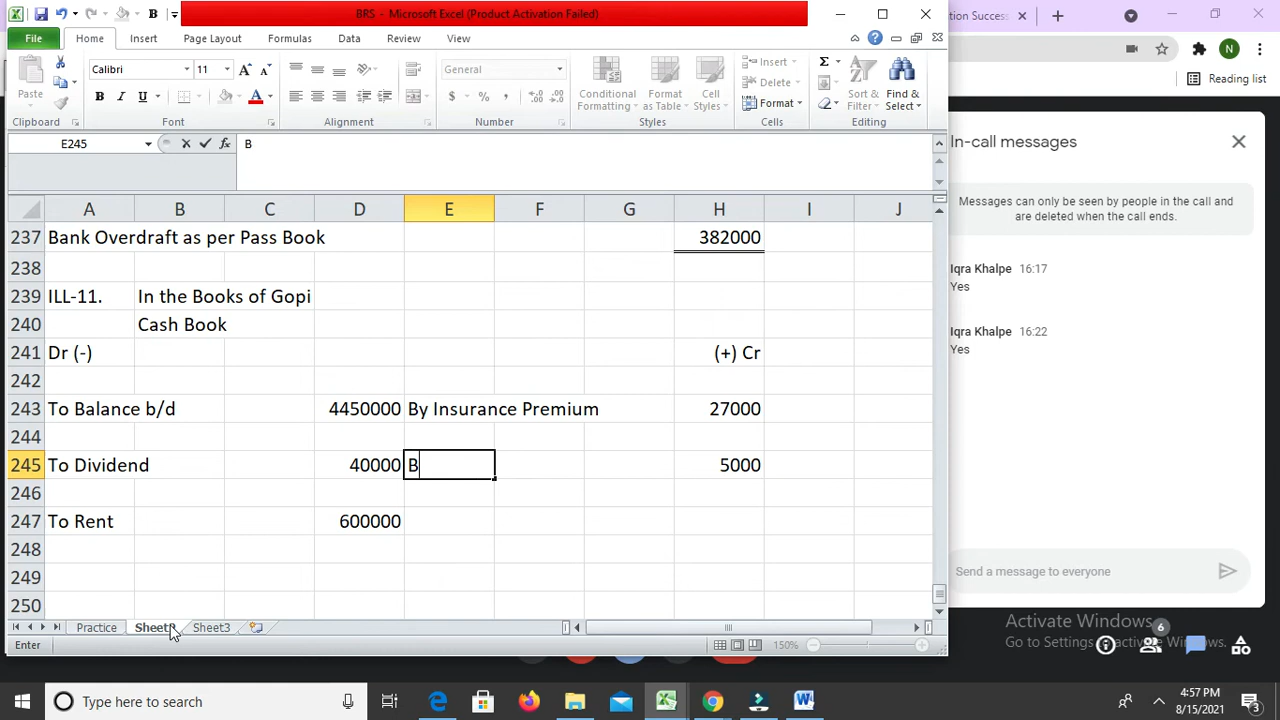 BRS - Microsoft Excel (Product Activation Failed)
File Home Insert Page Layout Formulas Data Review View
Paste
Calibri 11
General
Conditional Formatting
Format as Table
Cell Styles
Insert
Delete
Format
Sort & Filter
Find & Select
Clipboard Font Alignment Number Styles Cells Editing
E245 fx B
A B C D E F G H I J
237 Bank Overdraft as per Pass Book 382000
238
239 ILL-11. In the Books of Gopi
240 Cash Book
241 Dr (-) (+) Cr
242
243 To Balance b/d 4450000 By Insurance Premium 27000
244
245 To Dividend 40000 B 5000
246
247 To Rent 600000
248
249
250
Practice Sheet3
Enter 150%
ion Succes
N
Reading list
In-call messages
Messages can only be seen by people in the call and
are deleted when the call ends.
Iqra Khalpe 16:17
Yes
Iqra Khalpe 16:22
Yes
Send a message to everyone
Activate Windows
Go to Settings to activate Windows.
6
Type here to search
4:57 PM
8/15/2021
3